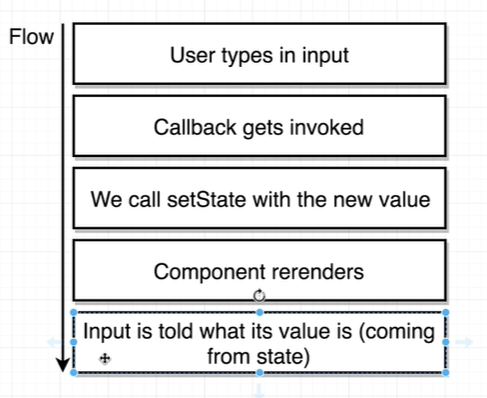 Flow
User types in input
Callback gets invoked
We call setState with the new value
Component rerenders
Input is told what its value is (coming
from state)